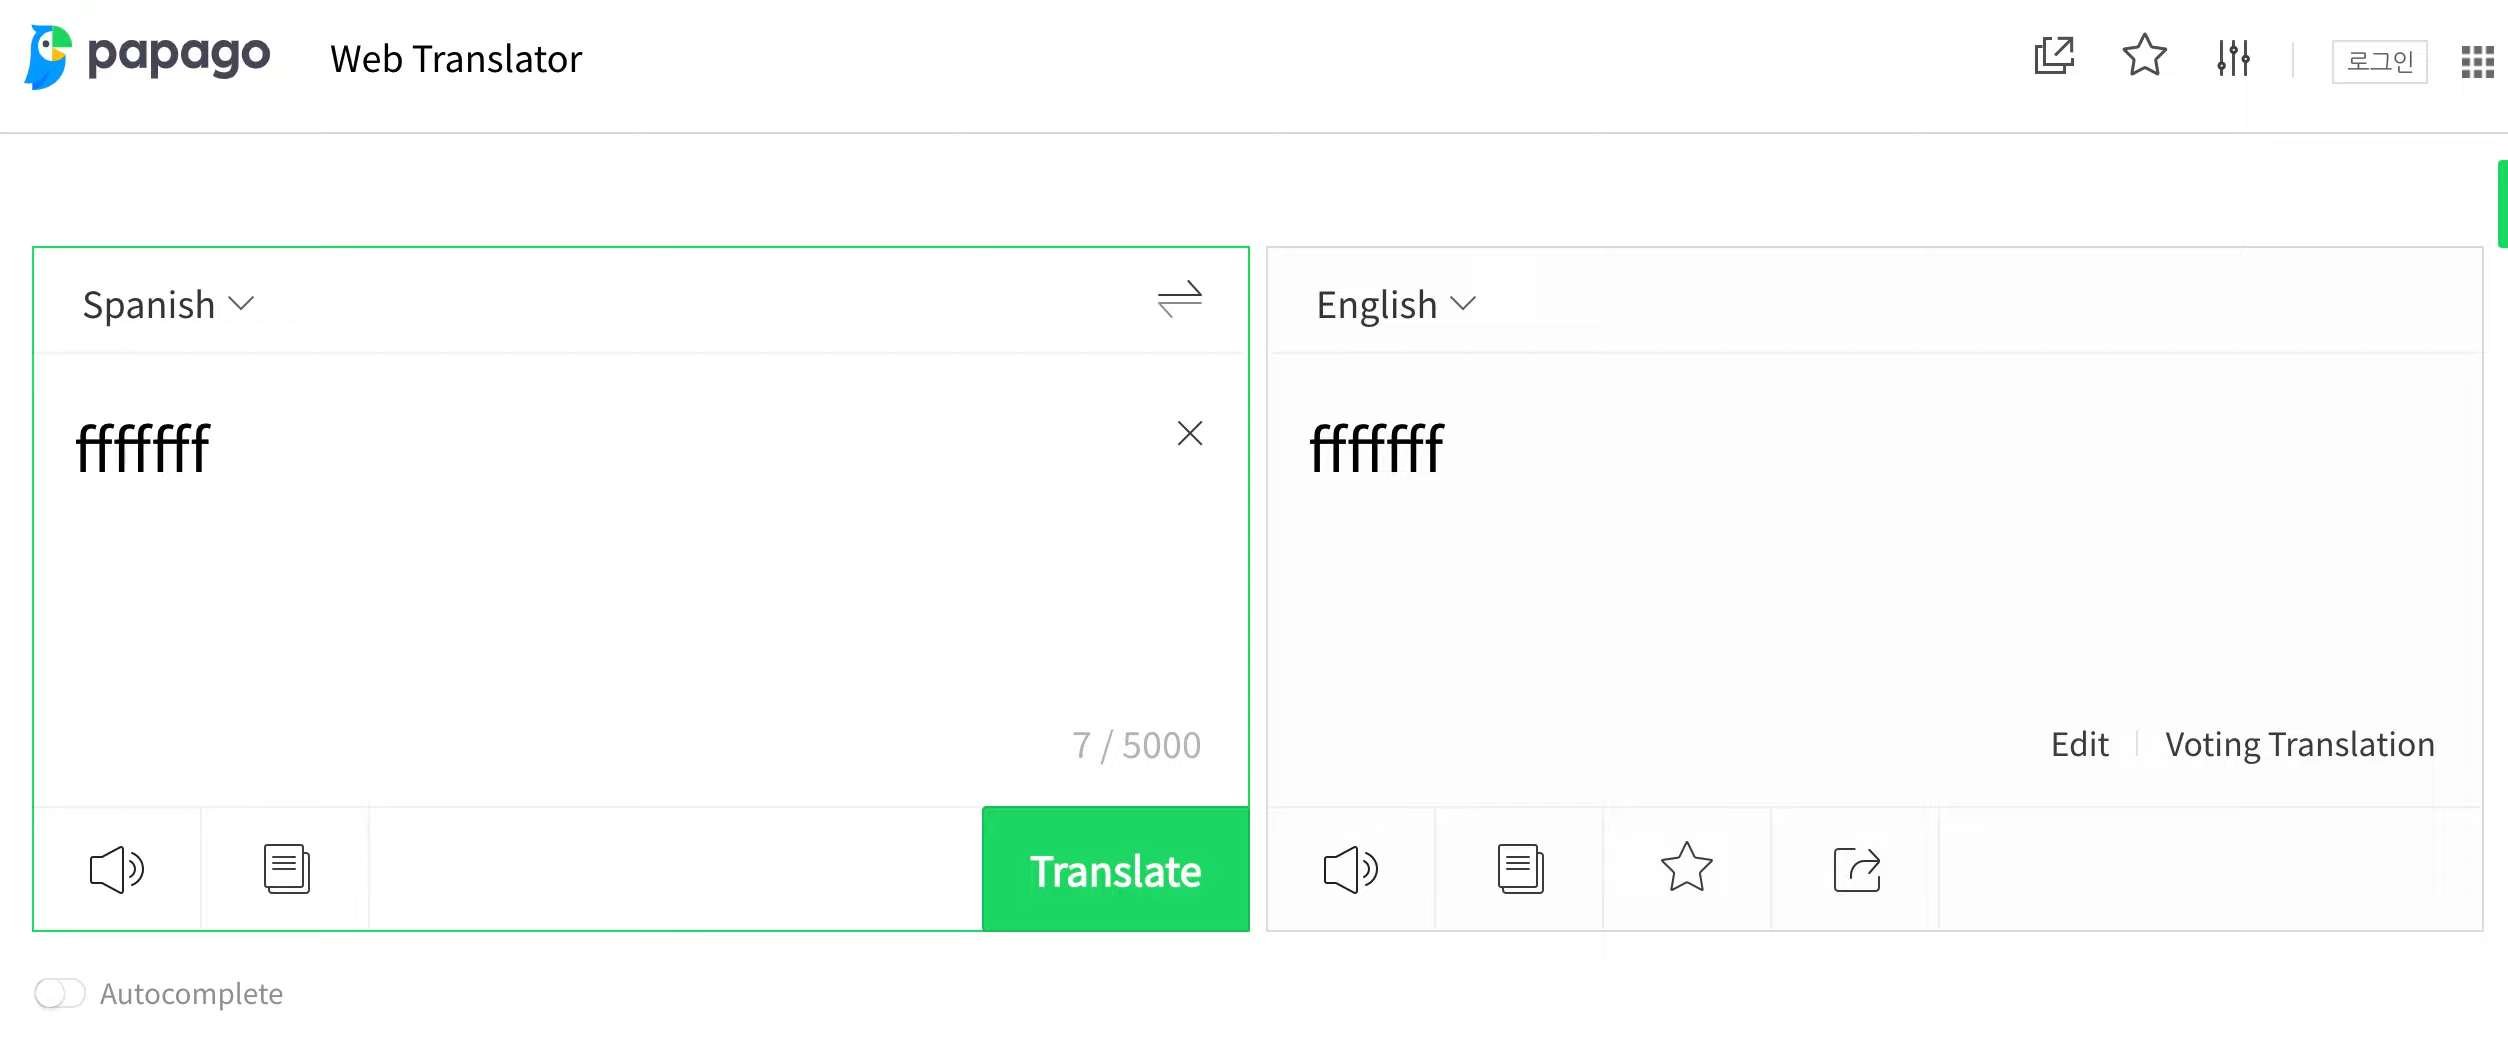 papago Web Translator 로그인
Spanish
fffffff
7 / 5000
Translate
English
fffffff
Edit Voting Translation
Autocomplete